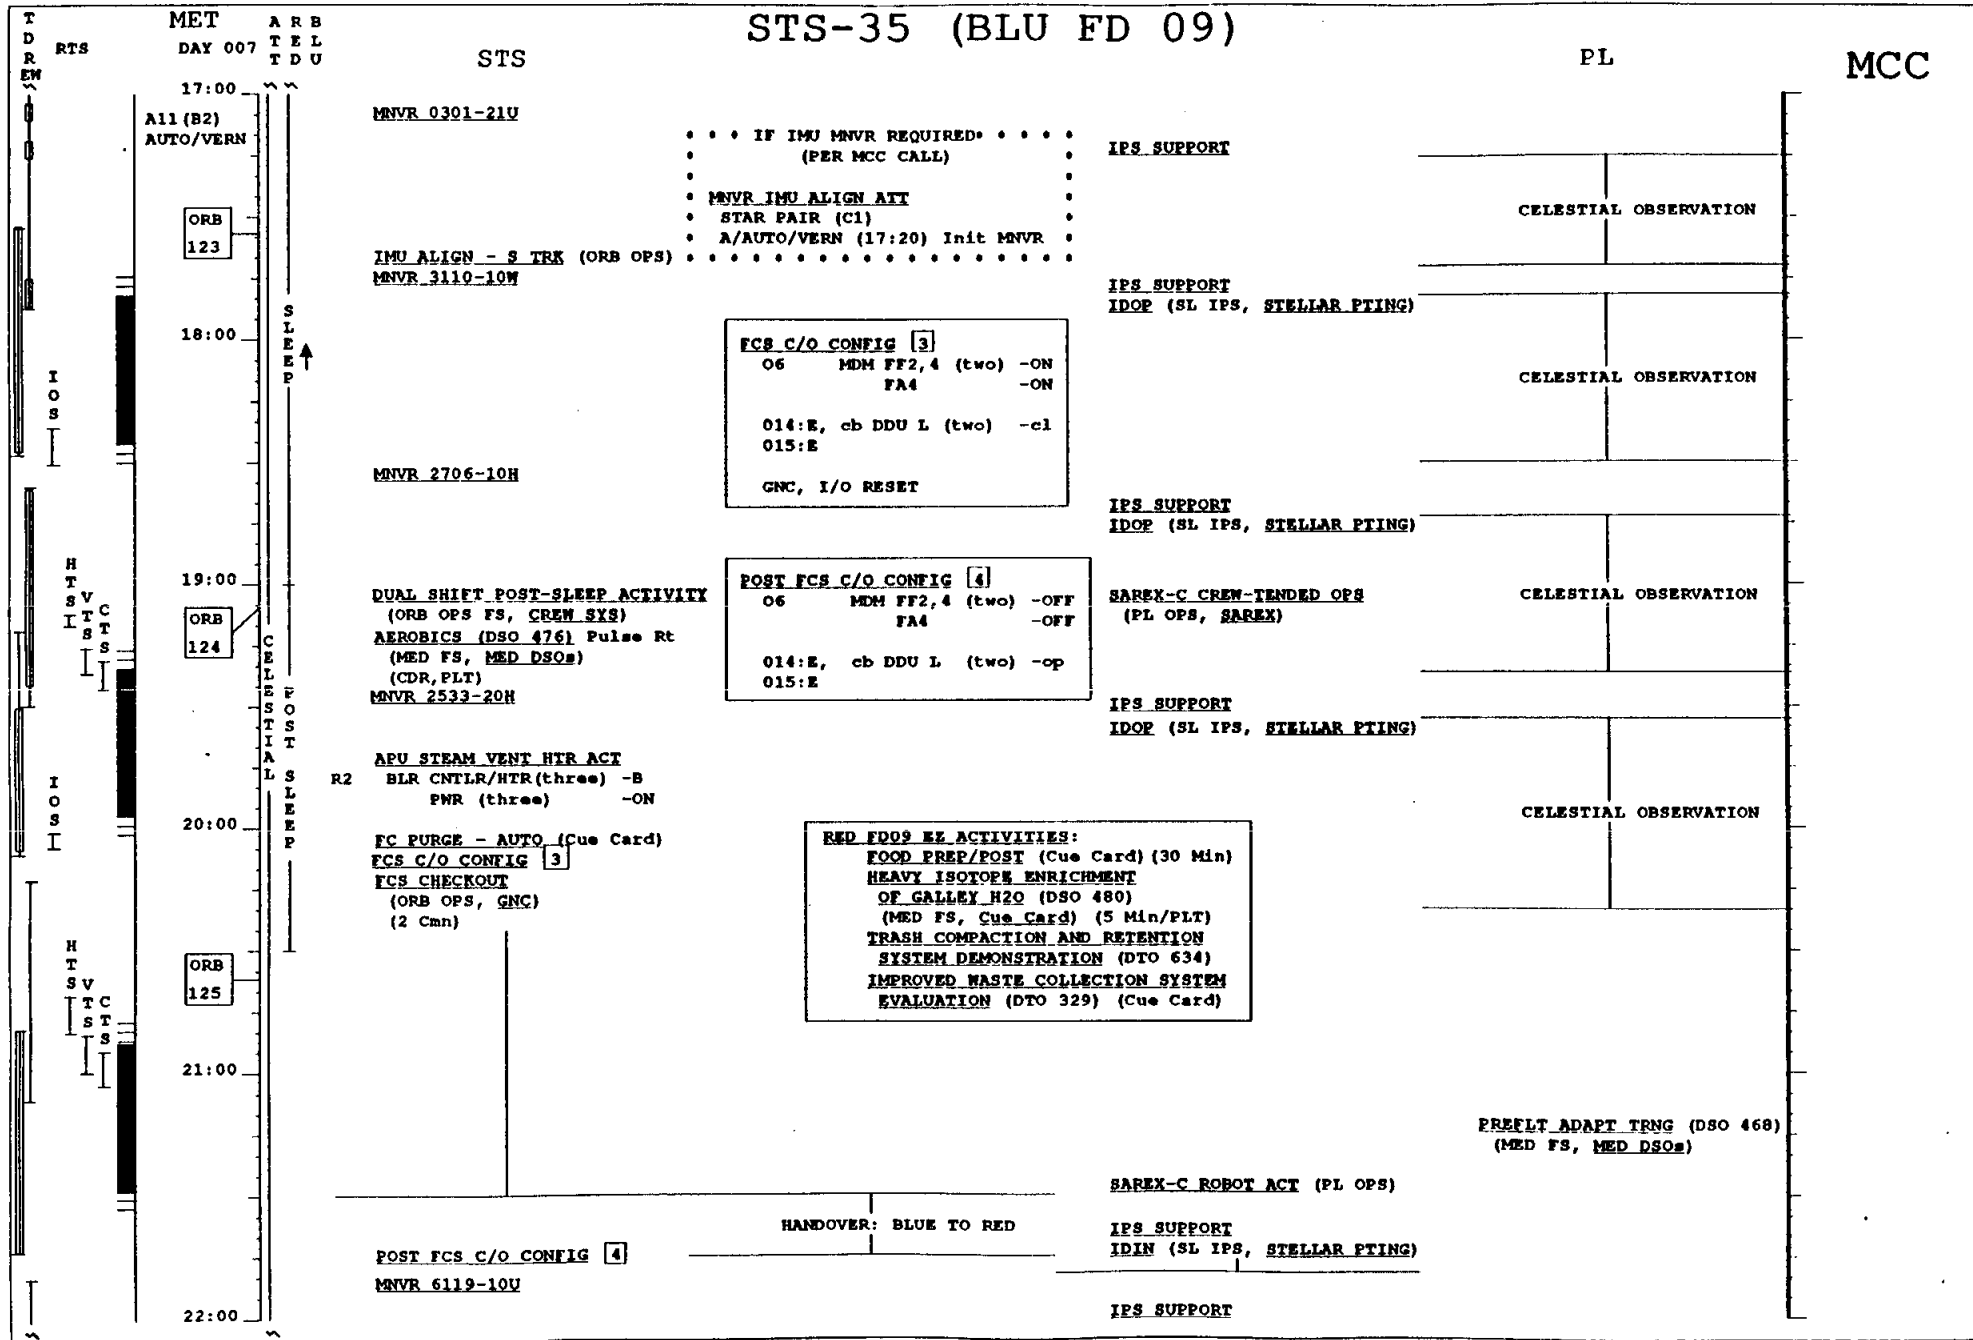 STS-35 (BLU FD 09)
TDREW
RTS
MET
DAY 007
ATT
RED
BLU
STS
PL
MCC
17:00
A11(B2)
AUTO/VERN
MNVR 0301-21U
IF IMU MNVR REQUIRED
(PER MCC CALL)
MNVR IMU ALIGN ATT
STAR PAIR (C1)
A/AUTO/VERN (17:20) Init MNVR
IPS SUPPORT
CELESTIAL OBSERVATION
ORB
123
IMU ALIGN - S TRK (ORB OPS)
MNVR 3110-10W
IPS SUPPORT
IDOP (SL IPS, STELLAR PTING)
SLEEP
18:00
FCS C/O CONFIG 3
O6 MDM FF2,4 (two) -ON
FA4 -ON
O14:E, cb DDU L (two) -cl
O15:E
GNC, I/O RESET
CELESTIAL OBSERVATION
IOS
MNVR 2706-10H
IPS SUPPORT
IDOP (SL IPS, STELLAR PTING)
HTS
VTS
CTS
19:00
ORB
124
DUAL SHIFT POST-SLEEP ACTIVITY
(ORB OPS FS, CREW SYS)
AEROBICS (DSO 476) Pulse Rt
(MED FS, MED DSOs)
(CDR,PLT)
MNVR 2533-20H
POST FCS C/O CONFIG 4
O6 MDM FF2,4 (two) -OFF
FA4 -OFF
O14:E, cb DDU L (two) -op
O15:E
SAREX-C CREW-TENDED OPS
(PL OPS, SAREX)
CELESTIAL OBSERVATION
CELESTIAL
POST SLEEP
IPS SUPPORT
IDOP (SL IPS, STELLAR PTING)
APU STEAM VENT HTR ACT
R2 BLR CNTLR/HTR(three) -B
PWR (three) -ON
CELESTIAL OBSERVATION
IOS
20:00
FC PURGE - AUTO (Cue Card)
FCS C/O CONFIG 3
FCS CHECKOUT
(ORB OPS, GNC)
(2 Cmn)
RED FD09 EZ ACTIVITIES:
FOOD PREP/POST (Cue Card) (30 Min)
HEAVY ISOTOPE ENRICHMENT
OF GALLEY H2O (DSO 480)
(MED FS, Cue Card) (5 Min/PLT)
TRASH COMPACTION AND RETENTION
SYSTEM DEMONSTRATION (DTO 634)
IMPROVED WASTE COLLECTION SYSTEM
EVALUATION (DTO 329) (Cue Card)
HTS
VTS
CTS
ORB
125
21:00
PREFLT ADAPT TRNG (DSO 468)
(MED FS, MED DSOs)
SAREX-C ROBOT ACT (PL OPS)
HANDOVER: BLUE TO RED
IPS SUPPORT
IDIN (SL IPS, STELLAR PTING)
POST FCS C/O CONFIG 4
MNVR 6119-10U
22:00
IPS SUPPORT